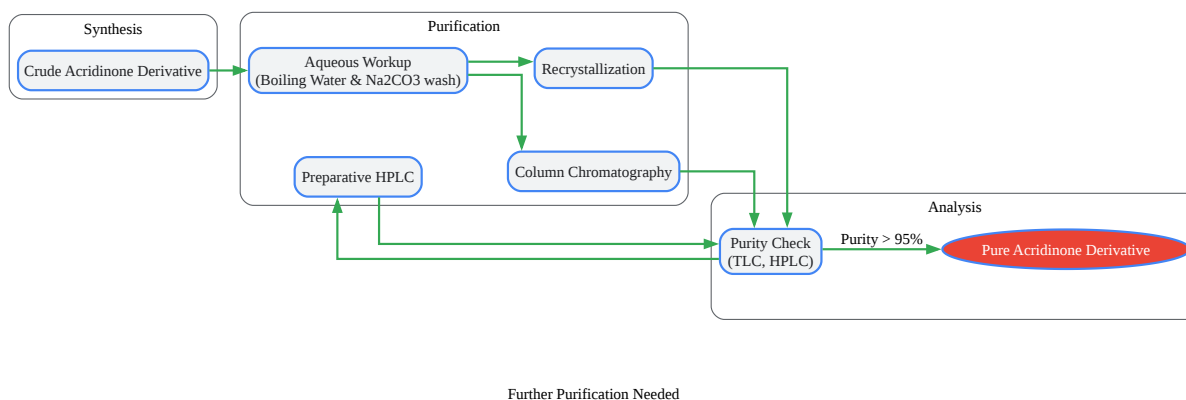 Synthesis
Crude Acridinone Derivative
Purification
Aqueous Workup
(Boiling Water & Na2CO3 wash)
Recrystallization
Column Chromatography
Preparative HPLC
Analysis
Purity Check
(TLC, HPLC)
Purity > 95%
Pure Acridinone Derivative
Further Purification Needed